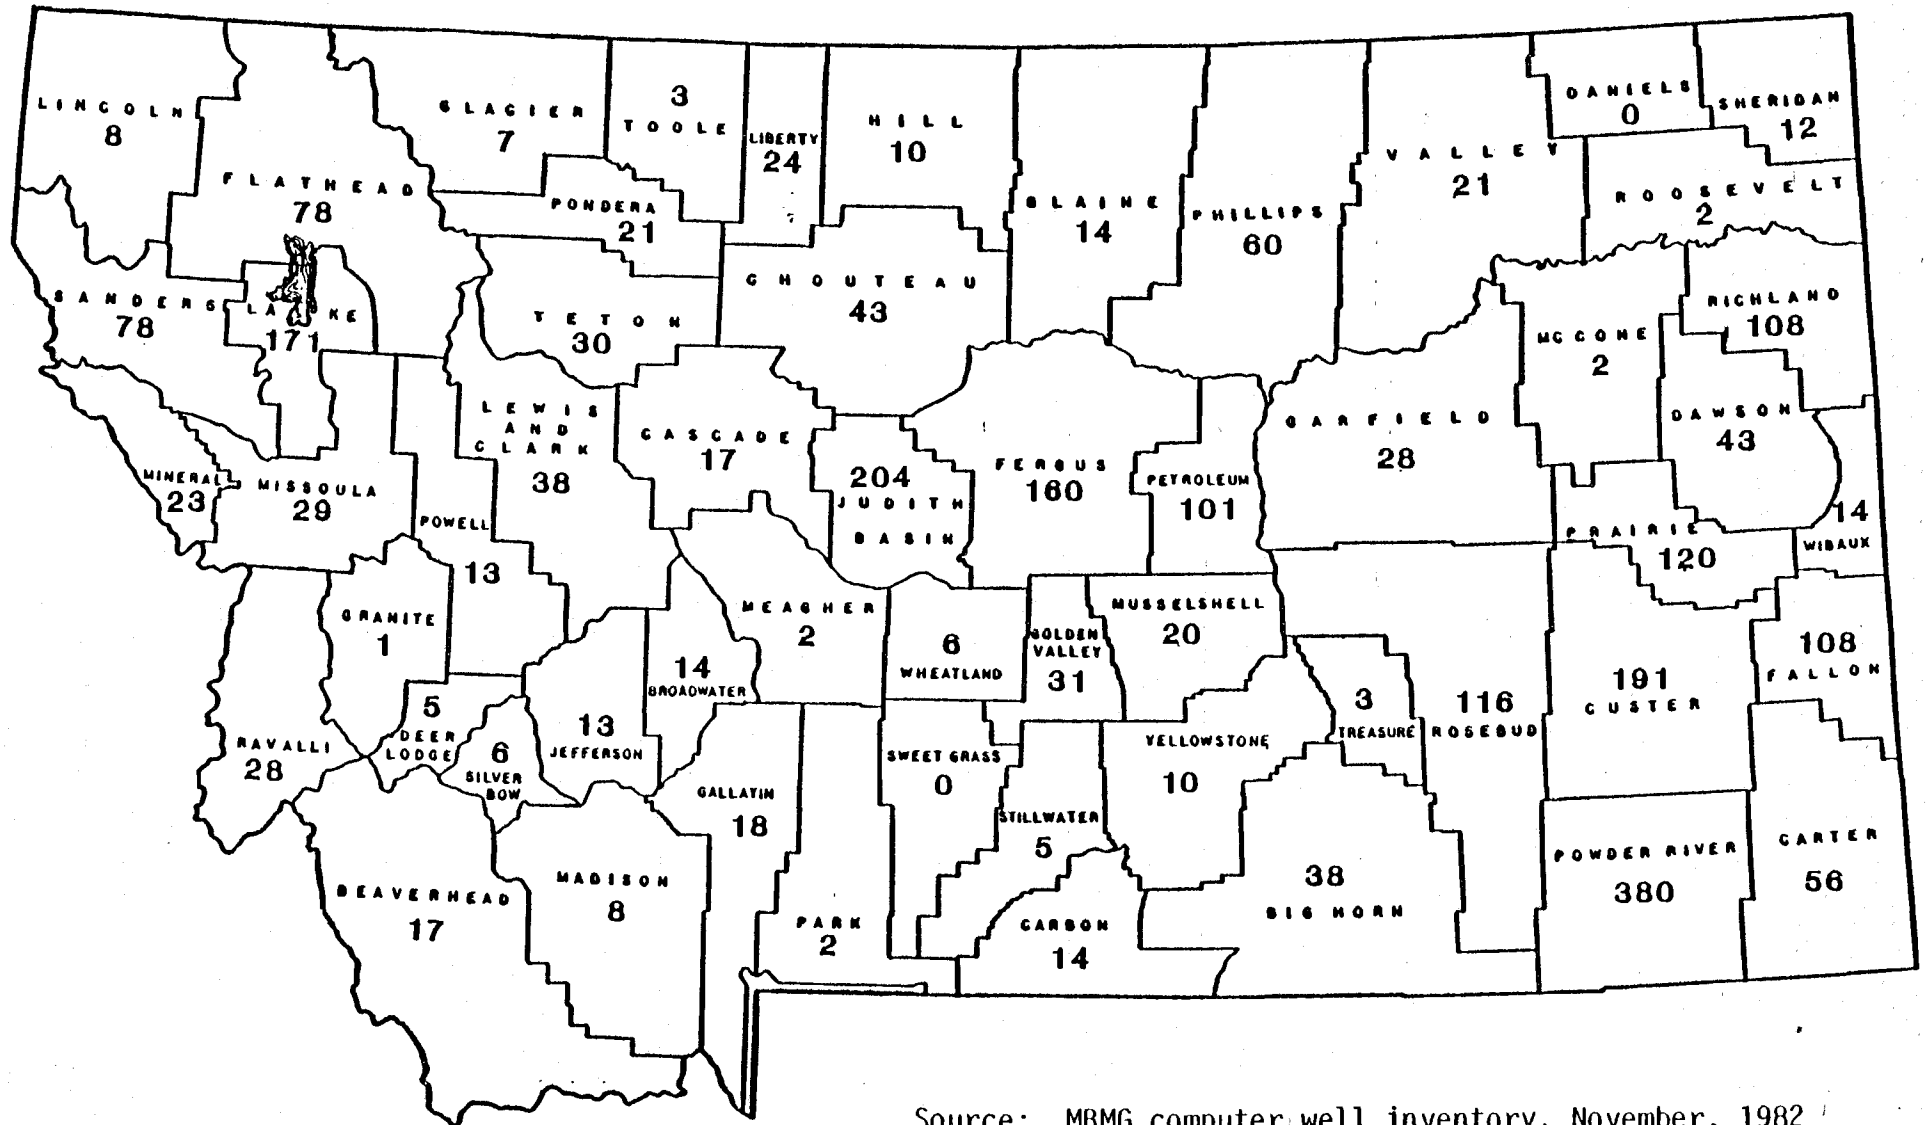 LINCOLN
8
FLATHEAD
78
GLACIER
7
3
TOOLE
LIBERTY
24
HILL
10
BLAINE
14
PHILLIPS
60
VALLEY
21
DANIELS
0
SHERIDAN
12
ROOSEVELT
2
PONDERA
21
SANDERS
78
LA KE
171
TETON
30
CHOUTEAU
43
MCCONE
2
RICHLAND
108
DAWSON
43
MINERAL
23
MISSOULA
29
POWELL
13
LEWIS
AND
CLARK
38
CASCADE
17
204
JUDITH
BASIN
FERGUS
160
PETROLEUM
101
GARFIELD
28
PRAIRIE
120
14
WIBAUX
GRANITE
1
MEAGHER
2
6
WHEATLAND
GOLDEN
VALLEY
31
MUSSELSHELL
20
14
BROADWATER
3
TREASURE
116
ROSEBUD
191
CUSTER
108
FALLON
RAVALLI
28
5
DEER
LODGE
6
SILVER
BOW
13
JEFFERSON
GALLATIN
18
SWEET GRASS
0
STILLWATER
5
YELLOWSTONE
10
BEAVERHEAD
17
MADISON
8
PARK
2
CARBON
14
38
BIG HORN
POWDER RIVER
380
CARTER
56
Source: MBMG computer well inventory, November, 1982